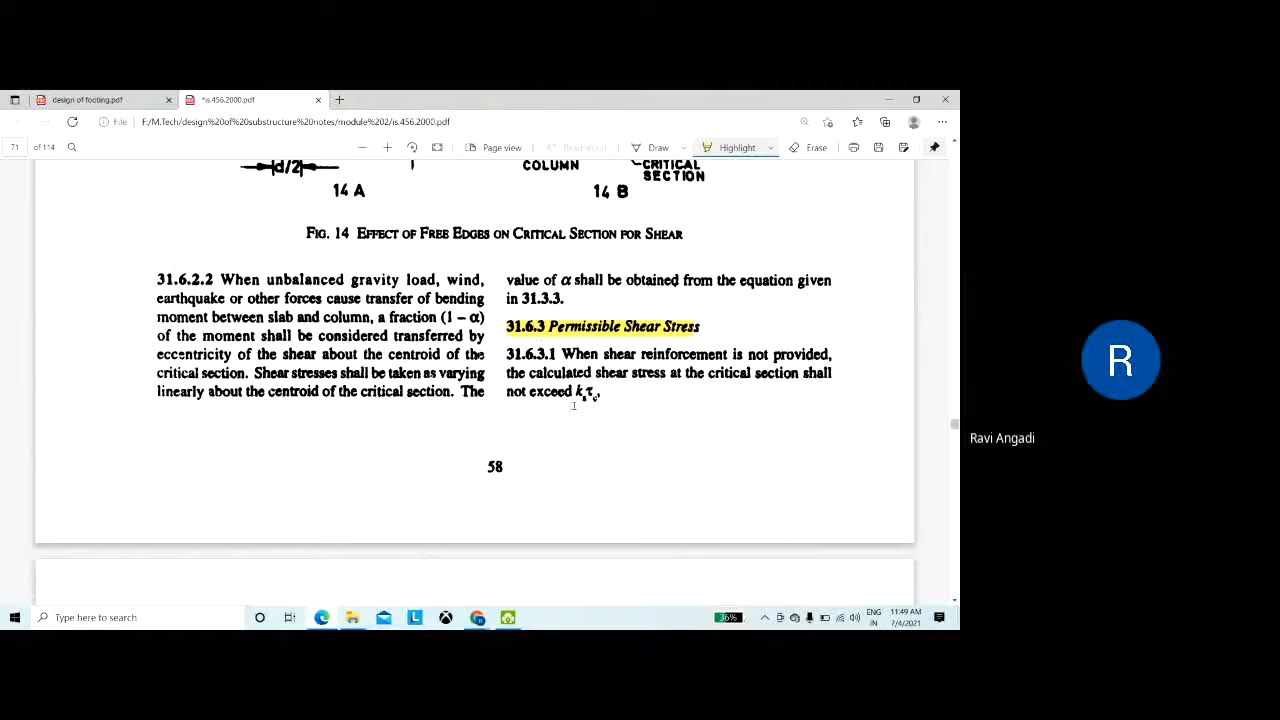 design of footing.pdf
*is.456.2000.pdf
File
F:/M.Tech/design%20of%20substructure%20notes/module%202/is.456.2000.pdf
71 of 114
Page view
Read aloud
Draw
Highlight
Erase
d/2
COLUMN
CRITICAL
SECTION
14 A
14 B
FIG. 14 EFFECT OF FREE EDGES ON CRITICAL SECTION FOR SHEAR
31.6.2.2 When unbalanced gravity load, wind,
earthquake or other forces cause transfer of bending
moment between slab and column, a fraction (1 – α)
of the moment shall be considered transferred by
eccentricity of the shear about the centroid of the
critical section. Shear stresses shall be taken as varying
linearly about the centroid of the critical section. The
value of α shall be obtained from the equation given
in 31.3.3.
31.6.3 Permissible Shear Stress
31.6.3.1 When shear reinforcement is not provided,
the calculated shear stress at the critical section shall
not exceed kₛτ꜀,
58
Type here to search
36%
ENG
IN
11:49 AM
7/4/2021
R
Ravi Angadi